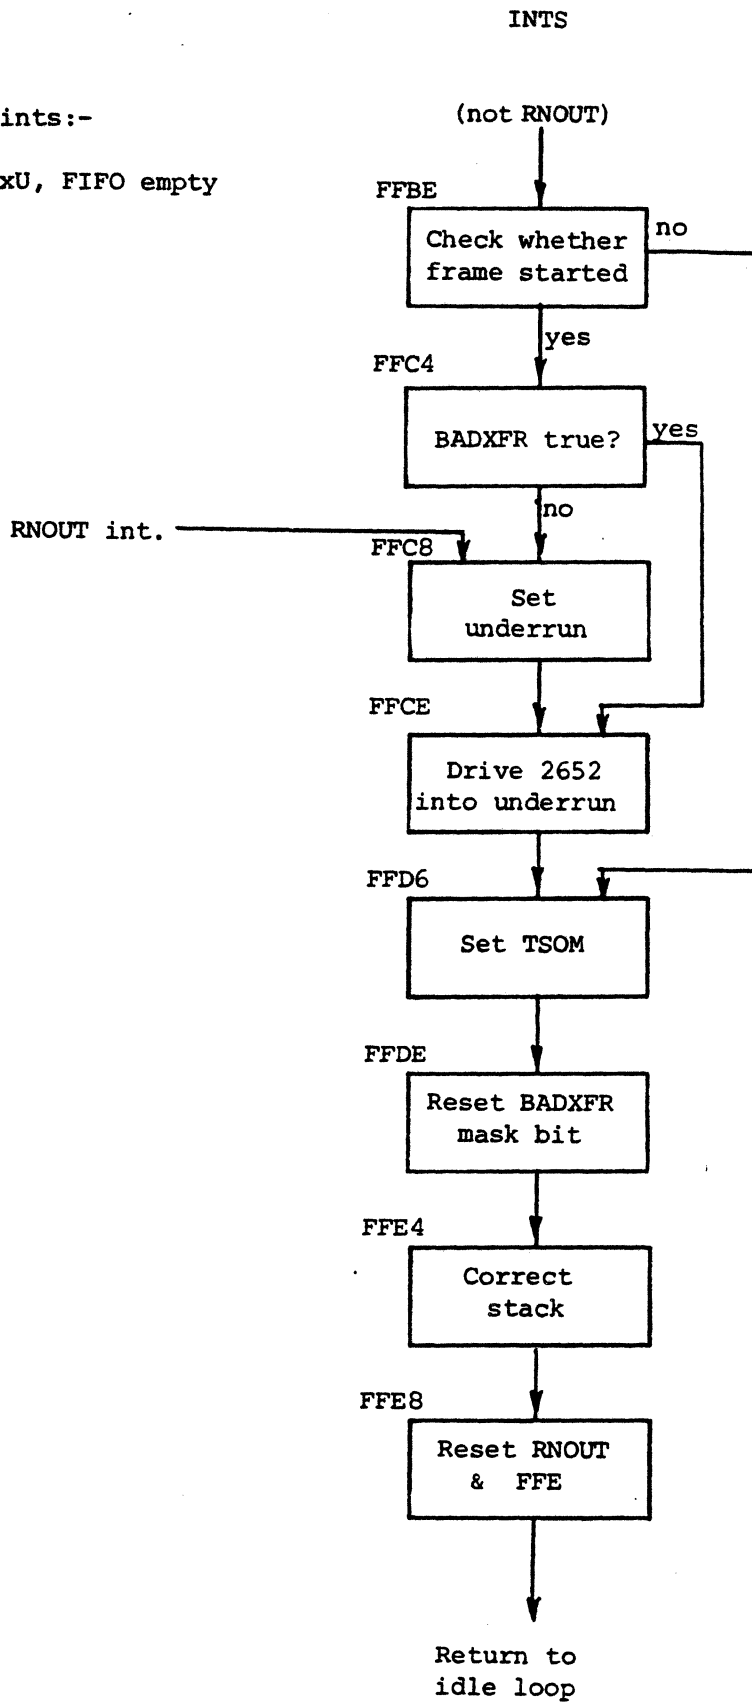 INTS
ints:-
(not RNOUT)
xU, FIFO empty
FFBE
Check whether
frame started
no
yes
FFC4
BADXFR true?
yes
no
RNOUT int.
FFC8
Set
underrun
FFCE
Drive 2652
into underrun
FFD6
Set TSOM
FFDE
Reset BADXFR
mask bit
FFE4
Correct
stack
FFE8
Reset RNOUT
& FFE
Return to
idle loop